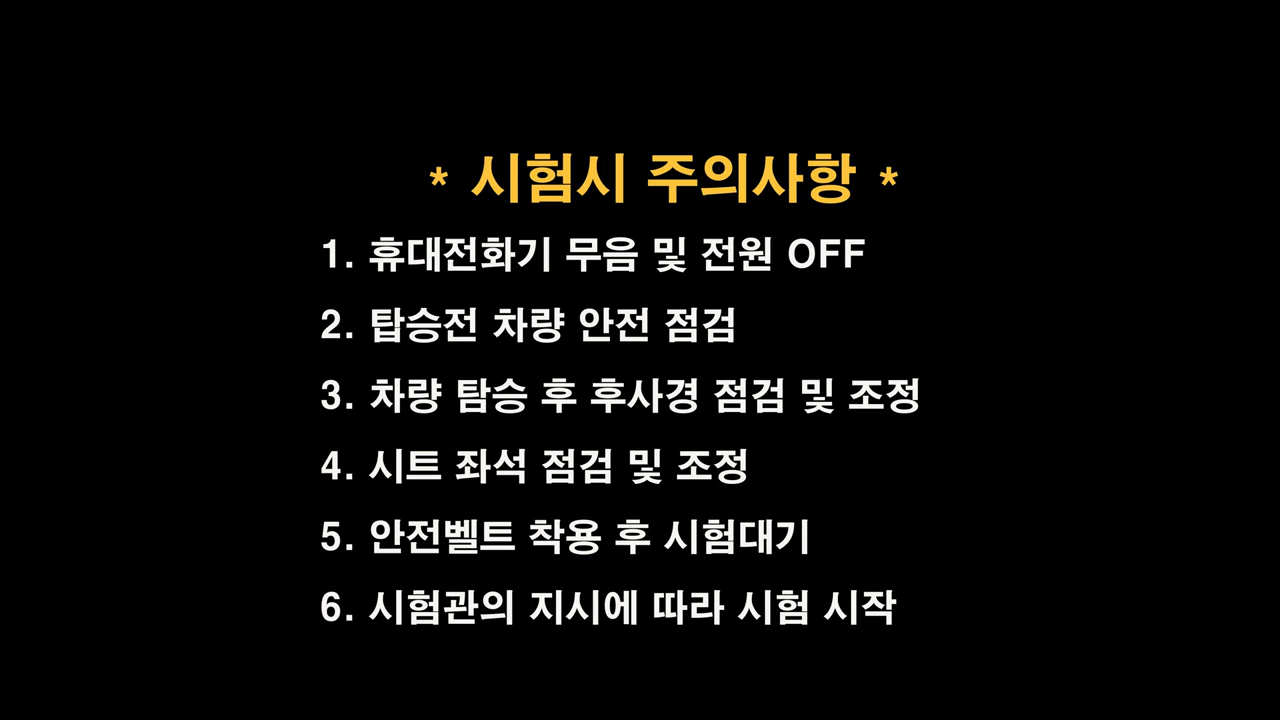 * 시험시 주의사항 *
1. 휴대전화기 무음 및 전원 OFF
2. 탑승전 차량 안전 점검
3. 차량 탐승 후 후사경 점검 및 조정
4. 시트 좌석 점검 및 조정
5. 안전벨트 착용 후 시험대기
6. 시험관의 지시에 따라 시험 시작